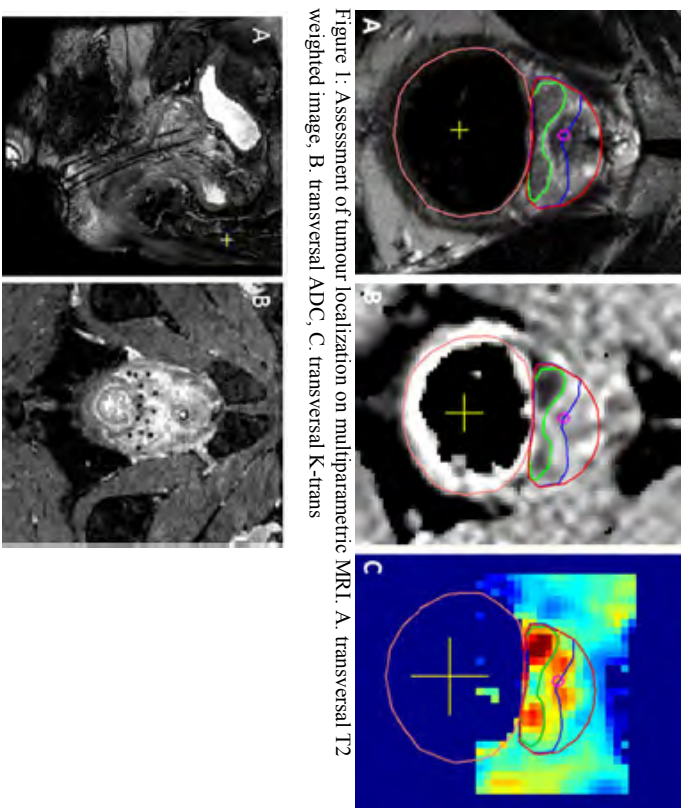 A
B
C
Figure 1: Assessment of tumour localization on multiparametric MRI. A. transversal T2
weighted image, B. transversal ADC, C. transversal K-trans
A
B